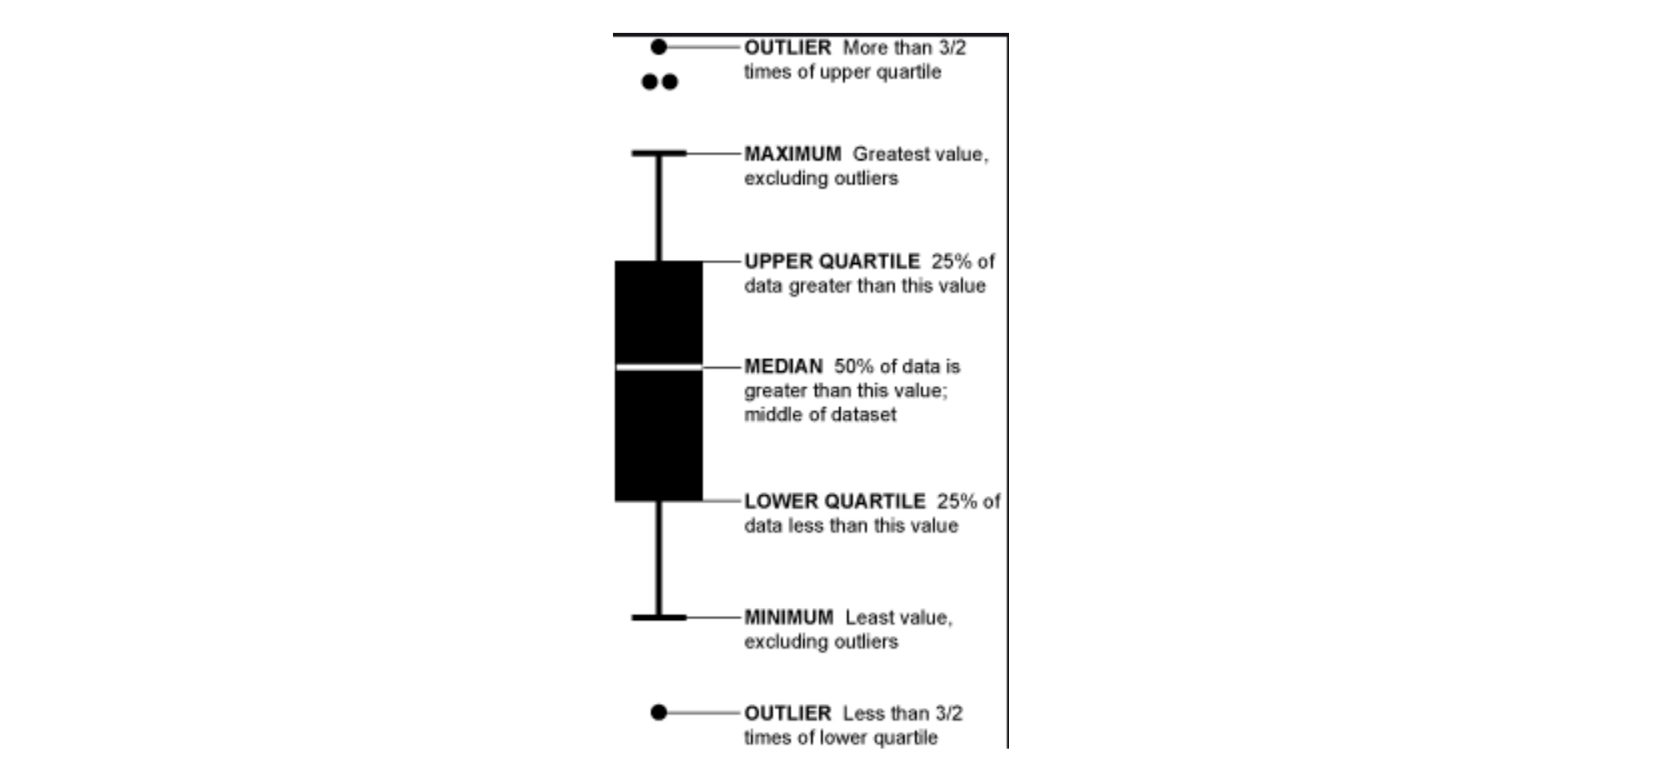 OUTLIER More than 3/2
times of upper quartile
MAXIMUM Greatest value,
excluding outliers
UPPER QUARTILE 25% of
data greater than this value
MEDIAN 50% of data is
greater than this value;
middle of dataset
LOWER QUARTILE 25% of
data less than this value
MINIMUM Least value,
excluding outliers
OUTLIER Less than 3/2
times of lower quartile